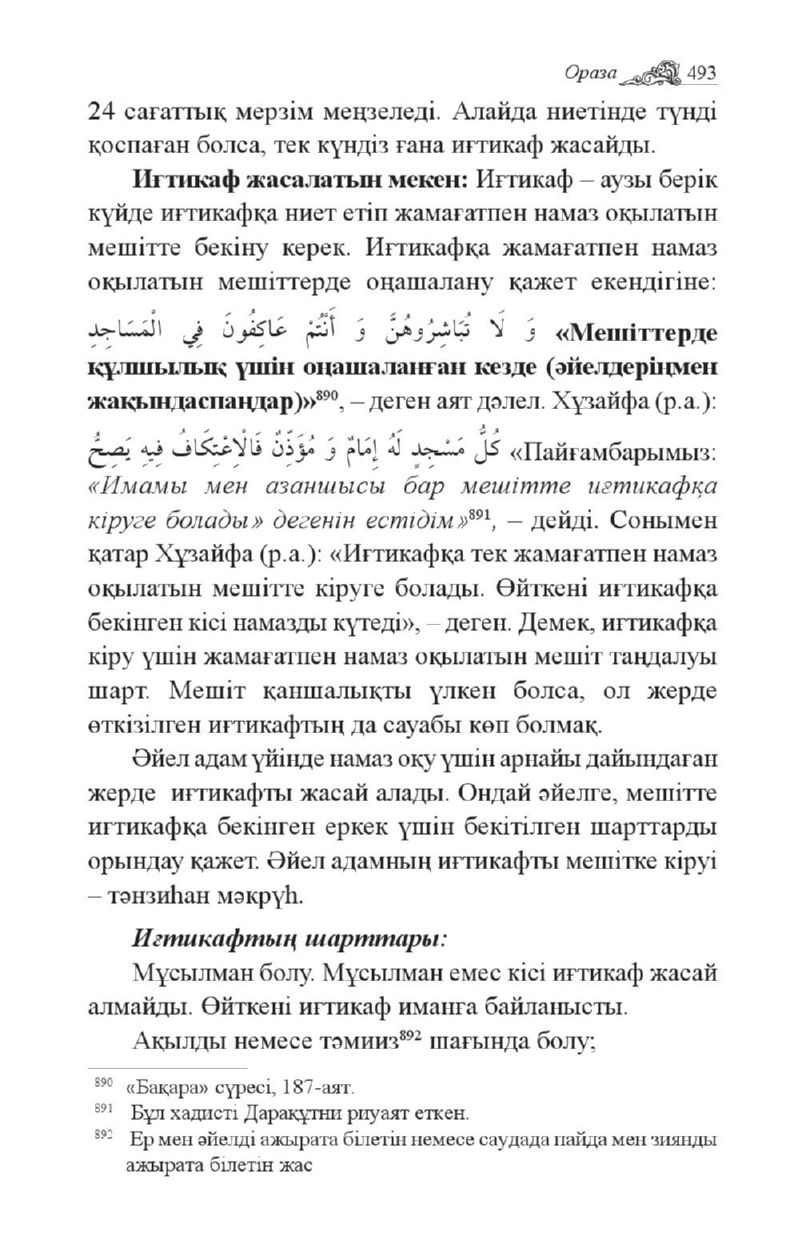 Ораза 493
24 сағаттық мерзім меңзеледі. Алайда ниетінде түнді
қоспаған болса, тек күндіз ғана иғтикаф жасайды.
Иғтикаф жасалатын мекен: Иғтикаф – аузы берік
күйде иғтикафқа ниет етіп жамағатпен намаз оқылатын
мешітте бекіну керек. Иғтикафқа жамағатпен намаз
оқылатын мешіттерде оңашалану қажет екендігіне:
وَ لَا تُبَاشِرُوهُنَّ وَ أَنْتُمْ عَاكِفُونَ فِي الْمَسَاجِدِ «Мешіттерде
құлшылық үшін оңашаланған кезде (әйелдеріңмен
жақындаспаңдар)»⁸⁹⁰, – деген аят дәлел. Хұзайфа (р.а.):
كُلُّ مَسْجِدٍ لَهُ إِمَامٌ وَ مُؤَذِّنٌ فَالْاِعْتِكَافُ فِيهِ يَصِحُّ «Пайғамбарымыз:
«Имамы мен азаншысы бар мешітте иғтикафқа
кіруге болады» дегенін естідім»⁸⁹¹, – дейді. Сонымен
қатар Хұзайфа (р.а.): «Иғтикафқа тек жамағатпен намаз
оқылатын мешітте кіруге болады. Өйткені иғтикафқа
бекінген кісі намазды күтеді», – деген. Демек, иғтикафқа
кіру үшін жамағатпен намаз оқылатын мешіт таңдалуы
шарт. Мешіт қаншалықты үлкен болса, ол жерде
өткізілген иғтикафтың да сауабы көп болмақ.
Әйел адам үйінде намаз оқу үшін арнайы дайындаған
жерде иғтикафты жасай алады. Ондай әйелге, мешітте
иғтикафқа бекінген еркек үшін бекітілген шарттарды
орындау қажет. Әйел адамның иғтикафты мешітке кіруі
– тәнзиһан мәкрүһ.
Иғтикафтың шарттары:
Мұсылман болу. Мұсылман емес кісі иғтикаф жасай
алмайды. Өйткені иғтикаф иманға байланысты.
Ақылды немесе тәмииз⁸⁹² шағында болу;
890 «Бақара» сүресі, 187-аят.
891 Бұл хадисті Дарақұтни риуаят еткен.
892 Ер мен әйелді ажырата білетін немесе саудада пайда мен зиянды
ажырата білетін жас